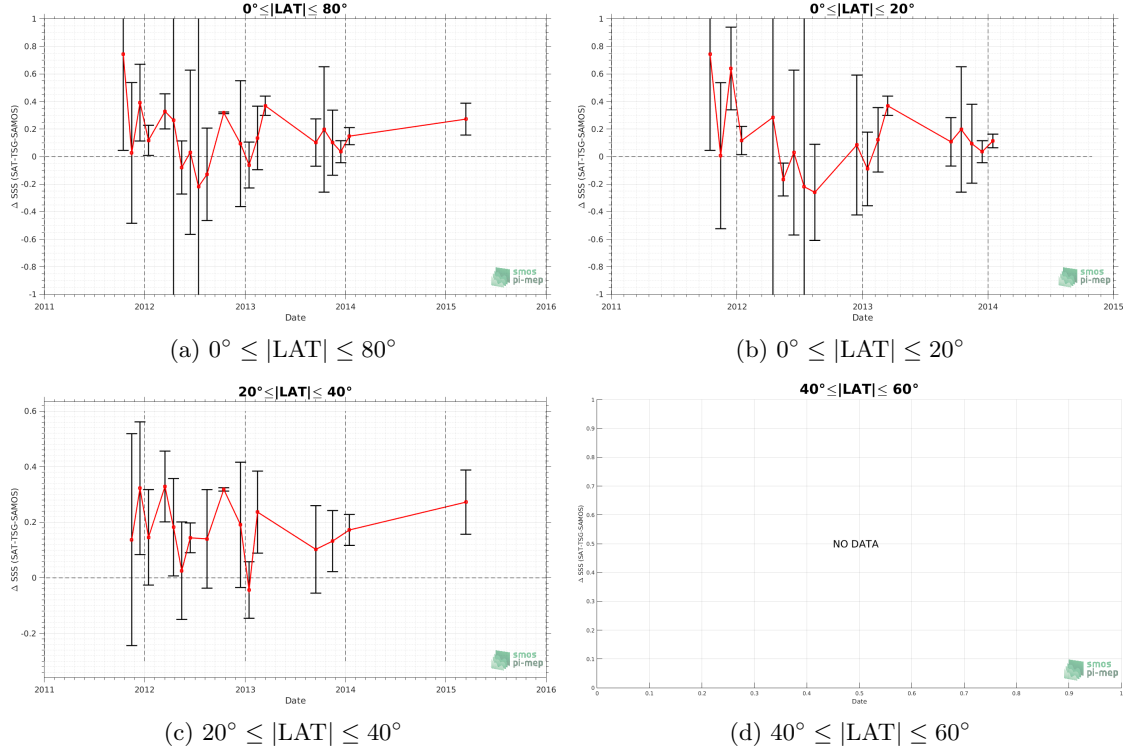 0°≤|LAT|≤ 80°
1
0.8
0.6
0.4
0.2
0
-0.2
-0.4
-0.6
-0.8
-1
Δ SSS (SAT-TSG-SAMOS)
2011 2012 2013 2014 2015 2016
Date
smos
pi-mep
(a) 0° ≤ |LAT| ≤ 80°
0°≤|LAT|≤ 20°
1
0.8
0.6
0.4
0.2
0
-0.2
-0.4
-0.6
-0.8
-1
Δ SSS (SAT-TSG-SAMOS)
2011 2012 2013 2014 2015
Date
smos
pi-mep
(b) 0° ≤ |LAT| ≤ 20°
20°≤|LAT|≤ 40°
0.6
0.4
0.2
0
-0.2
Δ SSS (SAT-TSG-SAMOS)
2011 2012 2013 2014 2015 2016
Date
smos
pi-mep
(c) 20° ≤ |LAT| ≤ 40°
40°≤|LAT|≤ 60°
1
0.9
0.8
0.7
0.6
0.5
0.4
0.3
0.2
0.1
0
Δ SSS (SAT-TSG-SAMOS)
NO DATA
0 0.1 0.2 0.3 0.4 0.5 0.6 0.7 0.8 0.9 1
Date
smos
pi-mep
(d) 40° ≤ |LAT| ≤ 60°